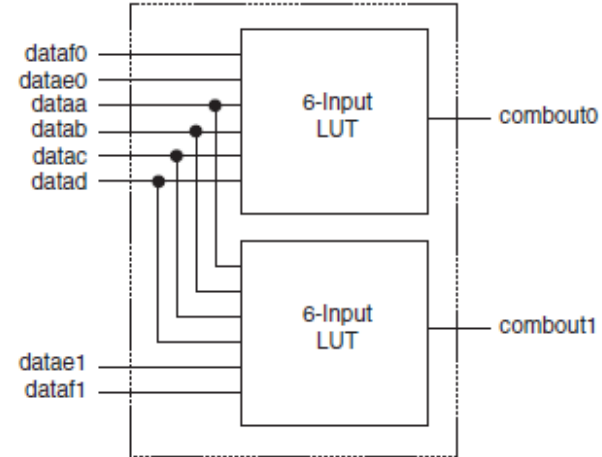 dataf0
datae0
dataa
datab
datac
datad
6-Input
LUT
combout0
6-Input
LUT
combout1
datae1
dataf1